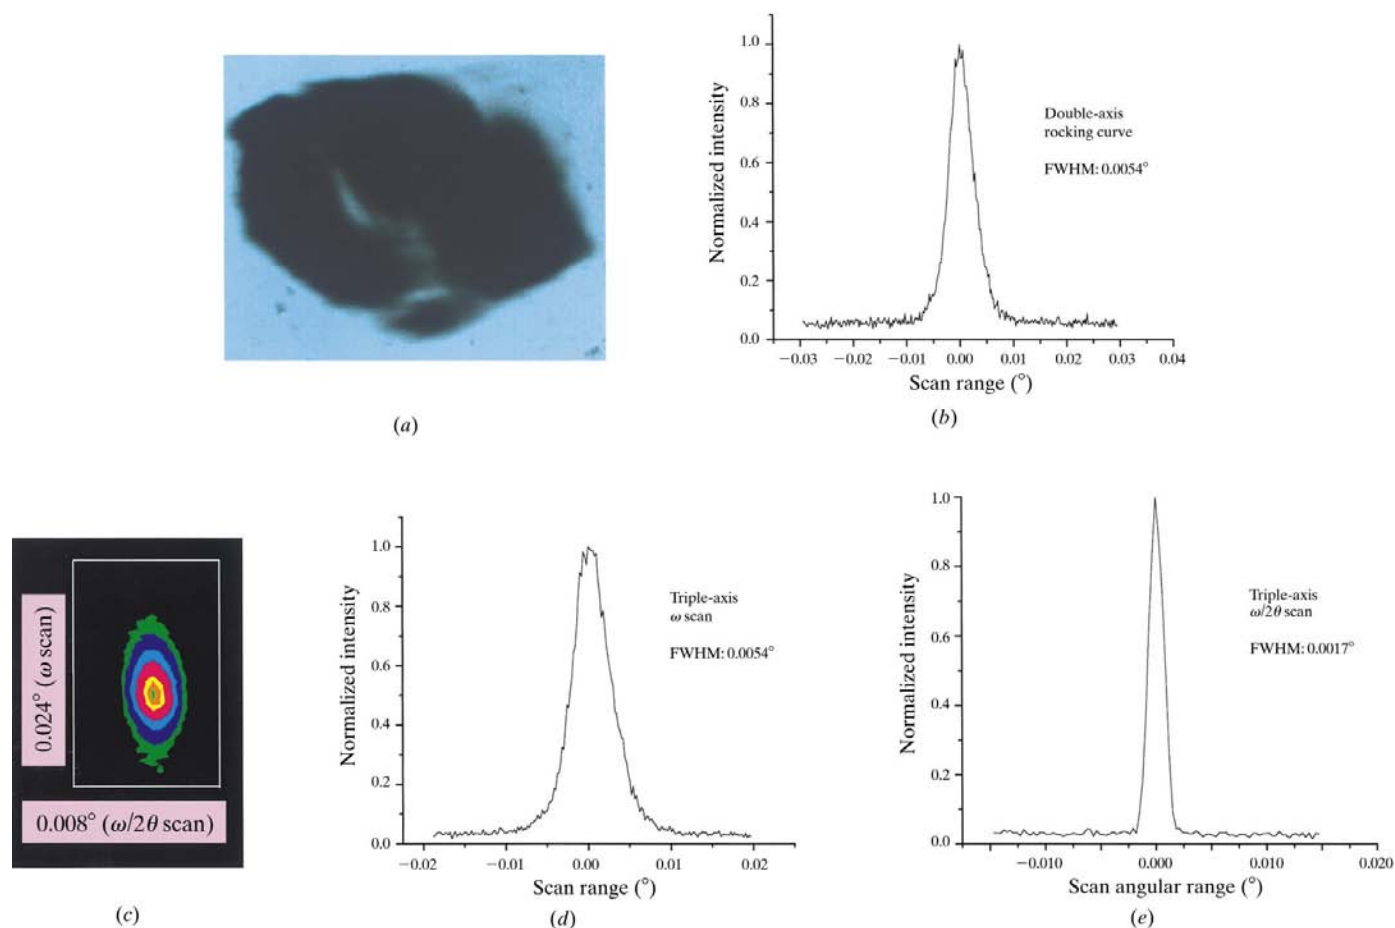 (a)
1.0
0.8
0.6
0.4
0.2
0.0
Normalized intensity
Double-axis
rocking curve
FWHM: 0.0054°
−0.03 −0.02 −0.01 0.00 0.01 0.02 0.03 0.04
Scan range (°)
(b)
0.024° (ω scan)
0.008° (ω/2θ scan)
(c)
1.0
0.8
0.6
0.4
0.2
0.0
Normalized intensity
Triple-axis
ω scan
FWHM: 0.0054°
−0.02 −0.01 0.00 0.01 0.02
Scan range (°)
(d)
1.0
0.8
0.6
0.4
0.2
0.0
Normalized intensity
Triple-axis
ω/2θ scan
FWHM: 0.0017°
−0.010 0.000 0.010 0.020
Scan angular range (°)
(e)